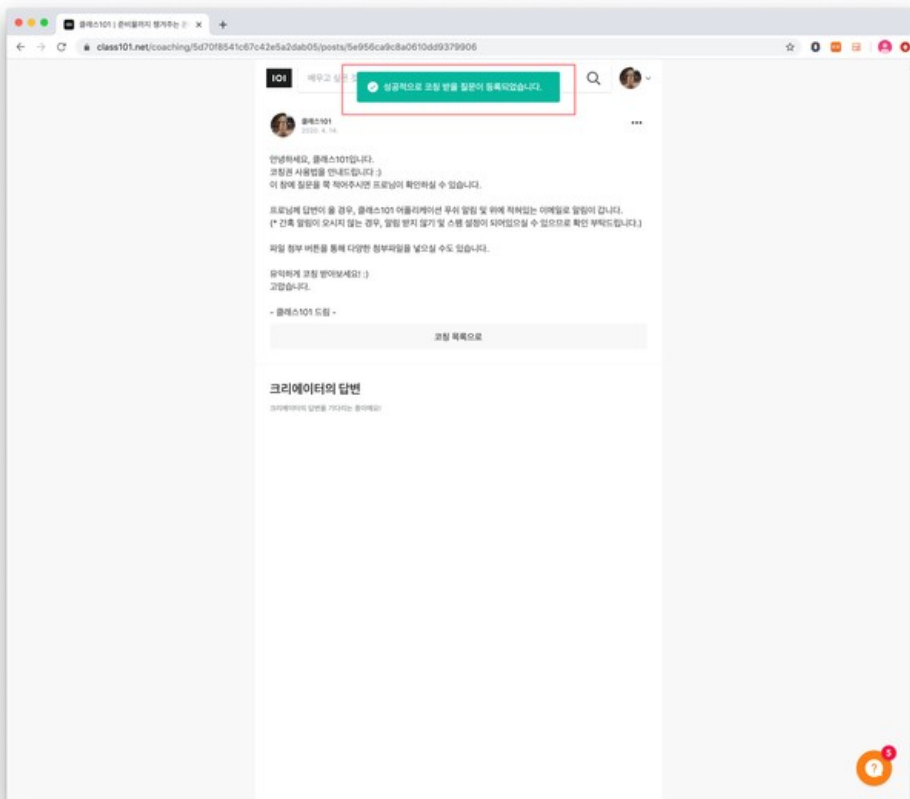 클래스101 | 준비물까지 챙겨주는 온
class101.net/coaching/5d70f8541c67c42e5a2dab05/posts/5e956ca9c8a0610dd9379906
101
배우고 싶은
성공적으로 코칭 받을 질문이 등록되었습니다.
클래스101
2020. 4. 14.
안녕하세요, 클래스101입니다.
코칭권 사용법을 안내드립니다 :)
이 창에 질문을 쭉 적어주시면 프로님이 확인하실 수 있습니다.
프로님께 답변이 올 경우, 클래스101 어플리케이션 푸쉬 알림 및 위에 적혀있는 이메일로 알림이 갑니다.
(* 간혹 알림이 오시지 않는 경우, 알림 받지 않기 및 스팸 설정이 되어있으실 수 있으므로 확인 부탁드립니다.)
파일 첨부 버튼을 통해 다양한 첨부파일을 넣으실 수도 있습니다.
유익하게 코칭 받아보세요! :)
고맙습니다.
- 클래스101 드림 -
코칭 목록으로
크리에이터의 답변
크리에이터의 답변을 기다리는 중이에요!
5